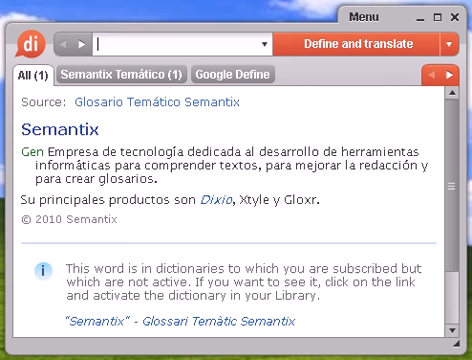 Menu
di
Define and translate
All (1)
Semantix Temático (1)
Google Define
Source: Glosario Temático Semantix
Semantix
Gen Empresa de tecnología dedicada al desarrollo de herramientas
informáticas para comprender textos, para mejorar la redacción y
para crear glosarios.
Su principales productos son Dixio, Xtyle y Gloxr.
© 2010 Semantix
i
This word is in dictionaries to which you are subscribed but
which are not active. If you want to see it, click on the link
and activate the dictionary in your Library.
"Semantix" - Glossari Temàtic Semantix